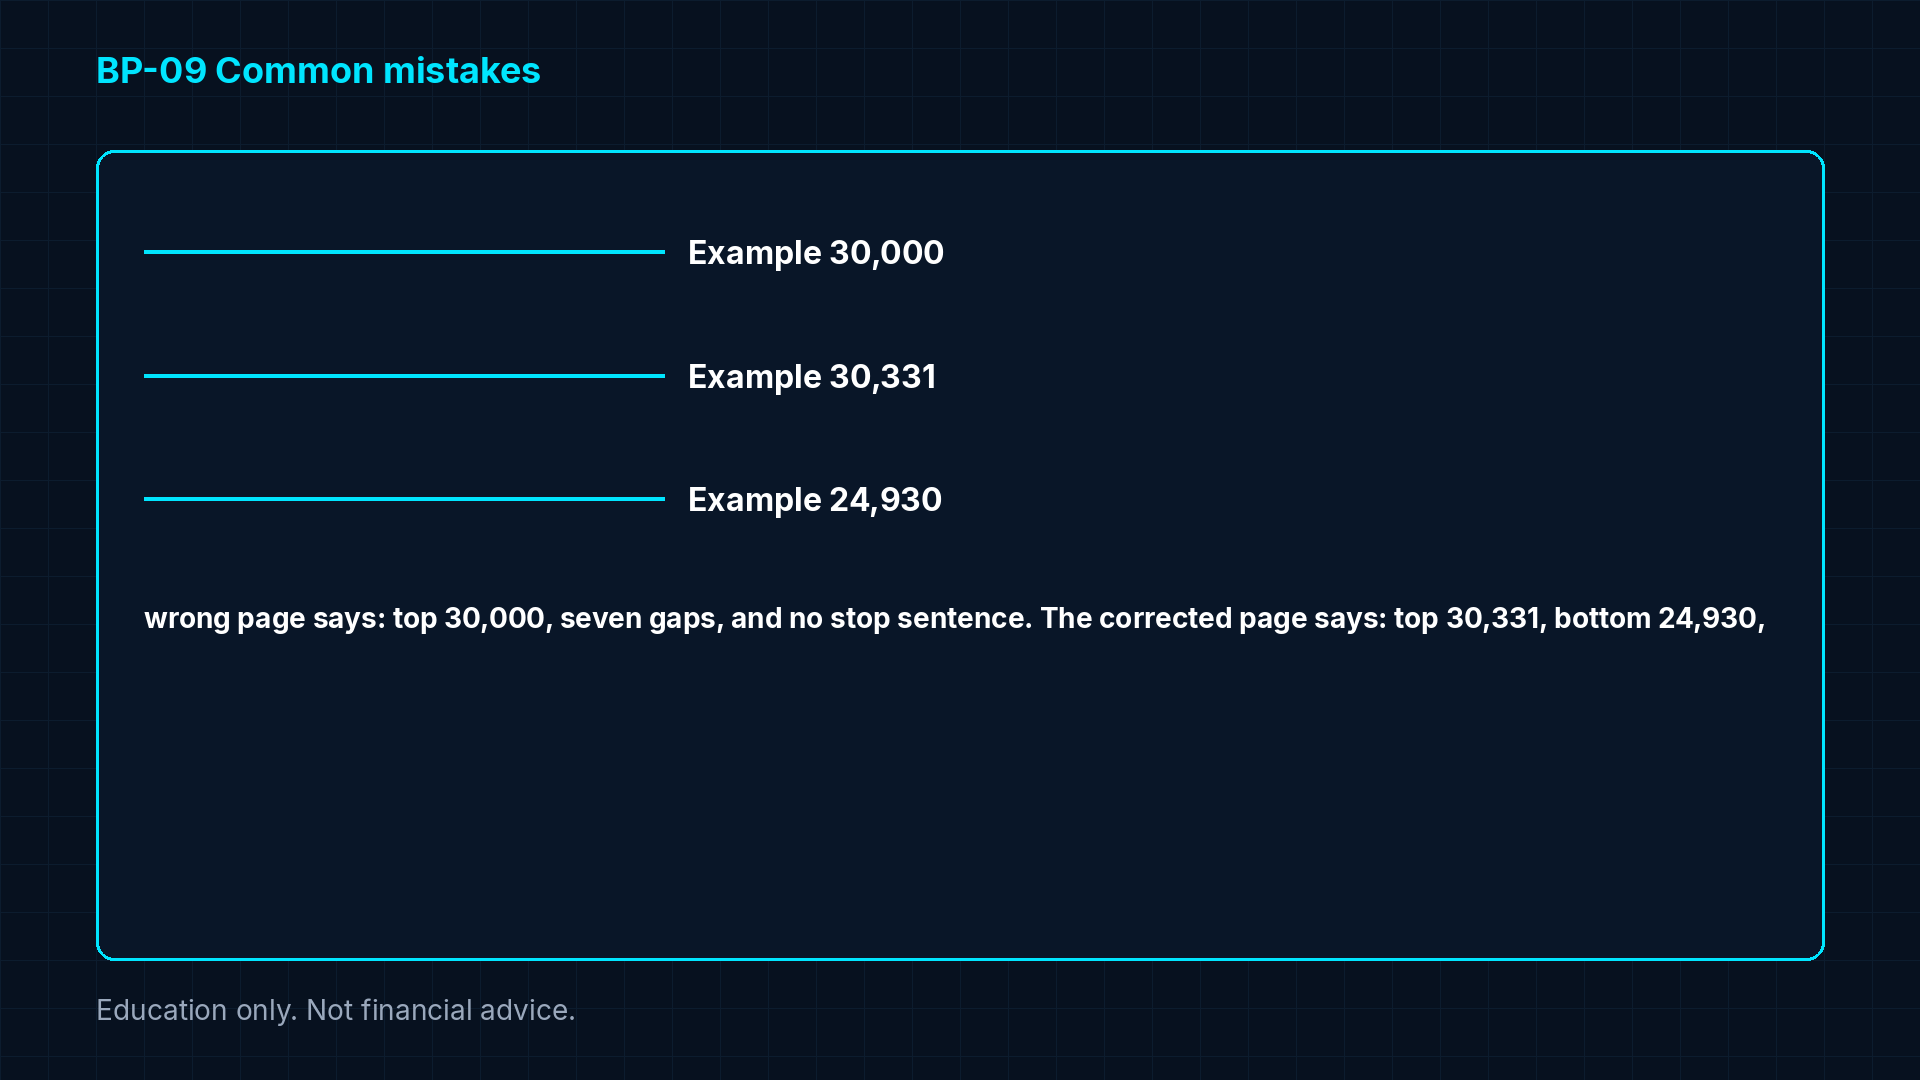 BP-09 Common mistakes
Example 30,000
Example 30,331
Example 24,930
wrong page says: top 30,000, seven gaps, and no stop sentence. The corrected page says: top 30,331, bottom 24,930,
Education only. Not financial advice.